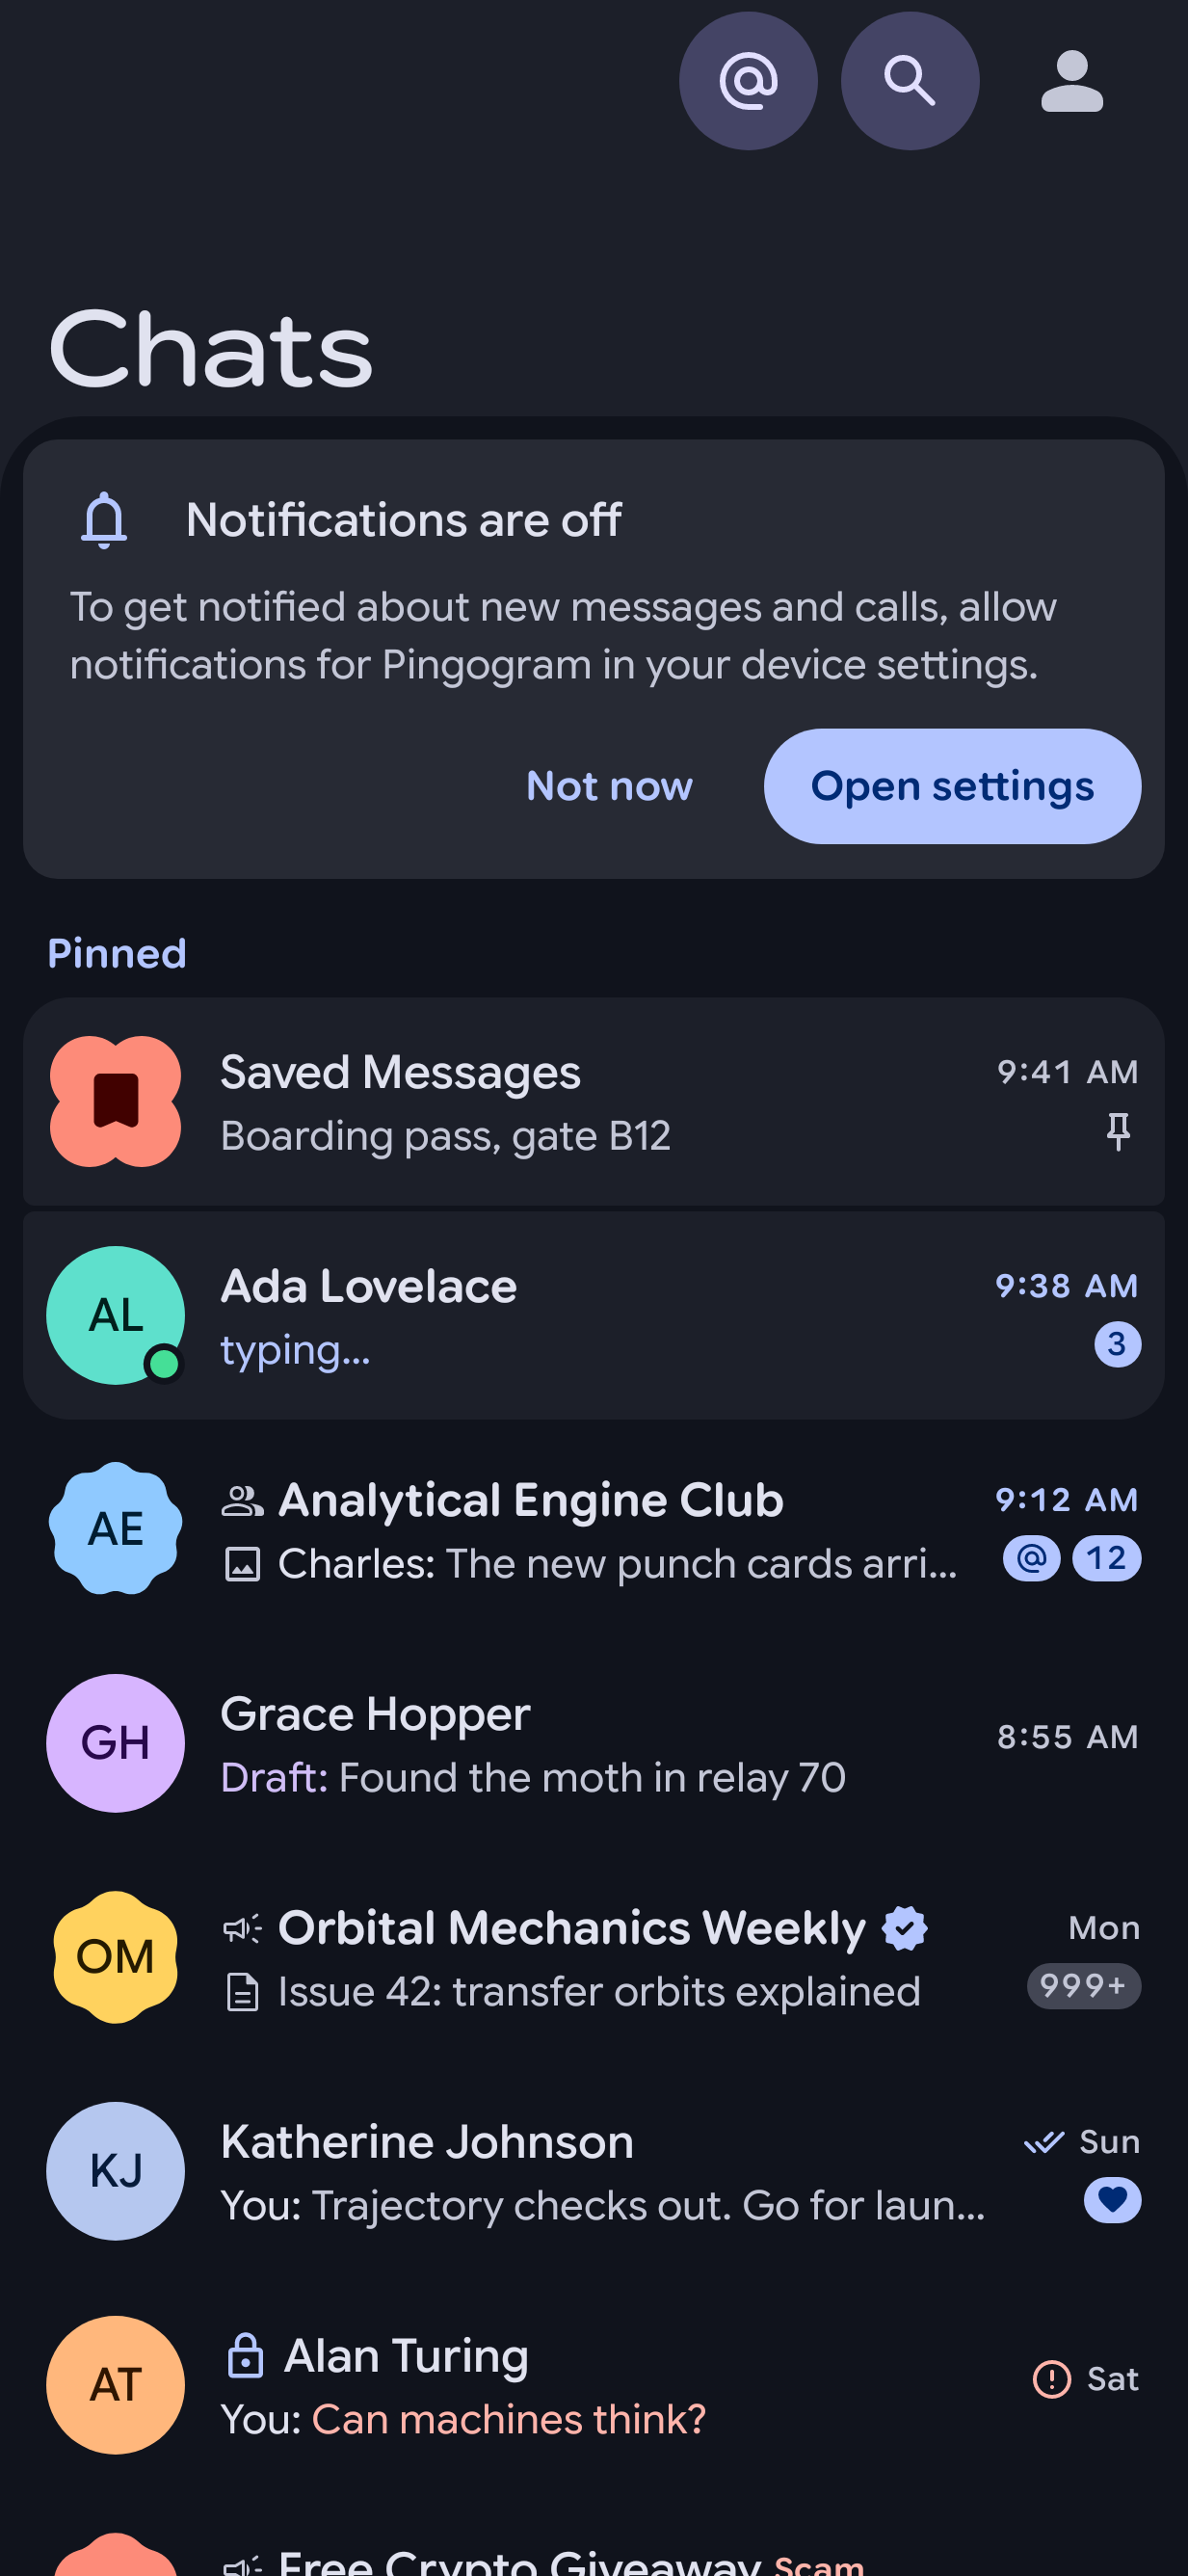 Chats
Notifications are off
To get notified about new messages and calls, allow
notifications for Pingogram in your device settings.
Not now
Open settings
Pinned
Saved Messages
9:41 AM
Boarding pass, gate B12
AL
Ada Lovelace
9:38 AM
typing...
3
AE
Analytical Engine Club
9:12 AM
Charles: The new punch cards arri...
@ 12
GH
Grace Hopper
8:55 AM
Draft: Found the moth in relay 70
OM
Orbital Mechanics Weekly
Mon
Issue 42: transfer orbits explained
999+
KJ
Katherine Johnson
Sun
You: Trajectory checks out. Go for laun...
AT
Alan Turing
Sat
You: Can machines think?
Free Crypto Giveaway Scam